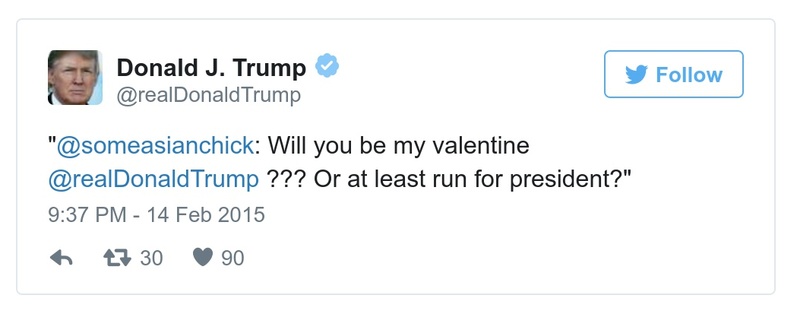 Donald J. Trump
@realDonaldTrump
Follow
"@someasianchick: Will you be my valentine
@realDonaldTrump ??? Or at least run for president?"
9:37 PM - 14 Feb 2015
30 90